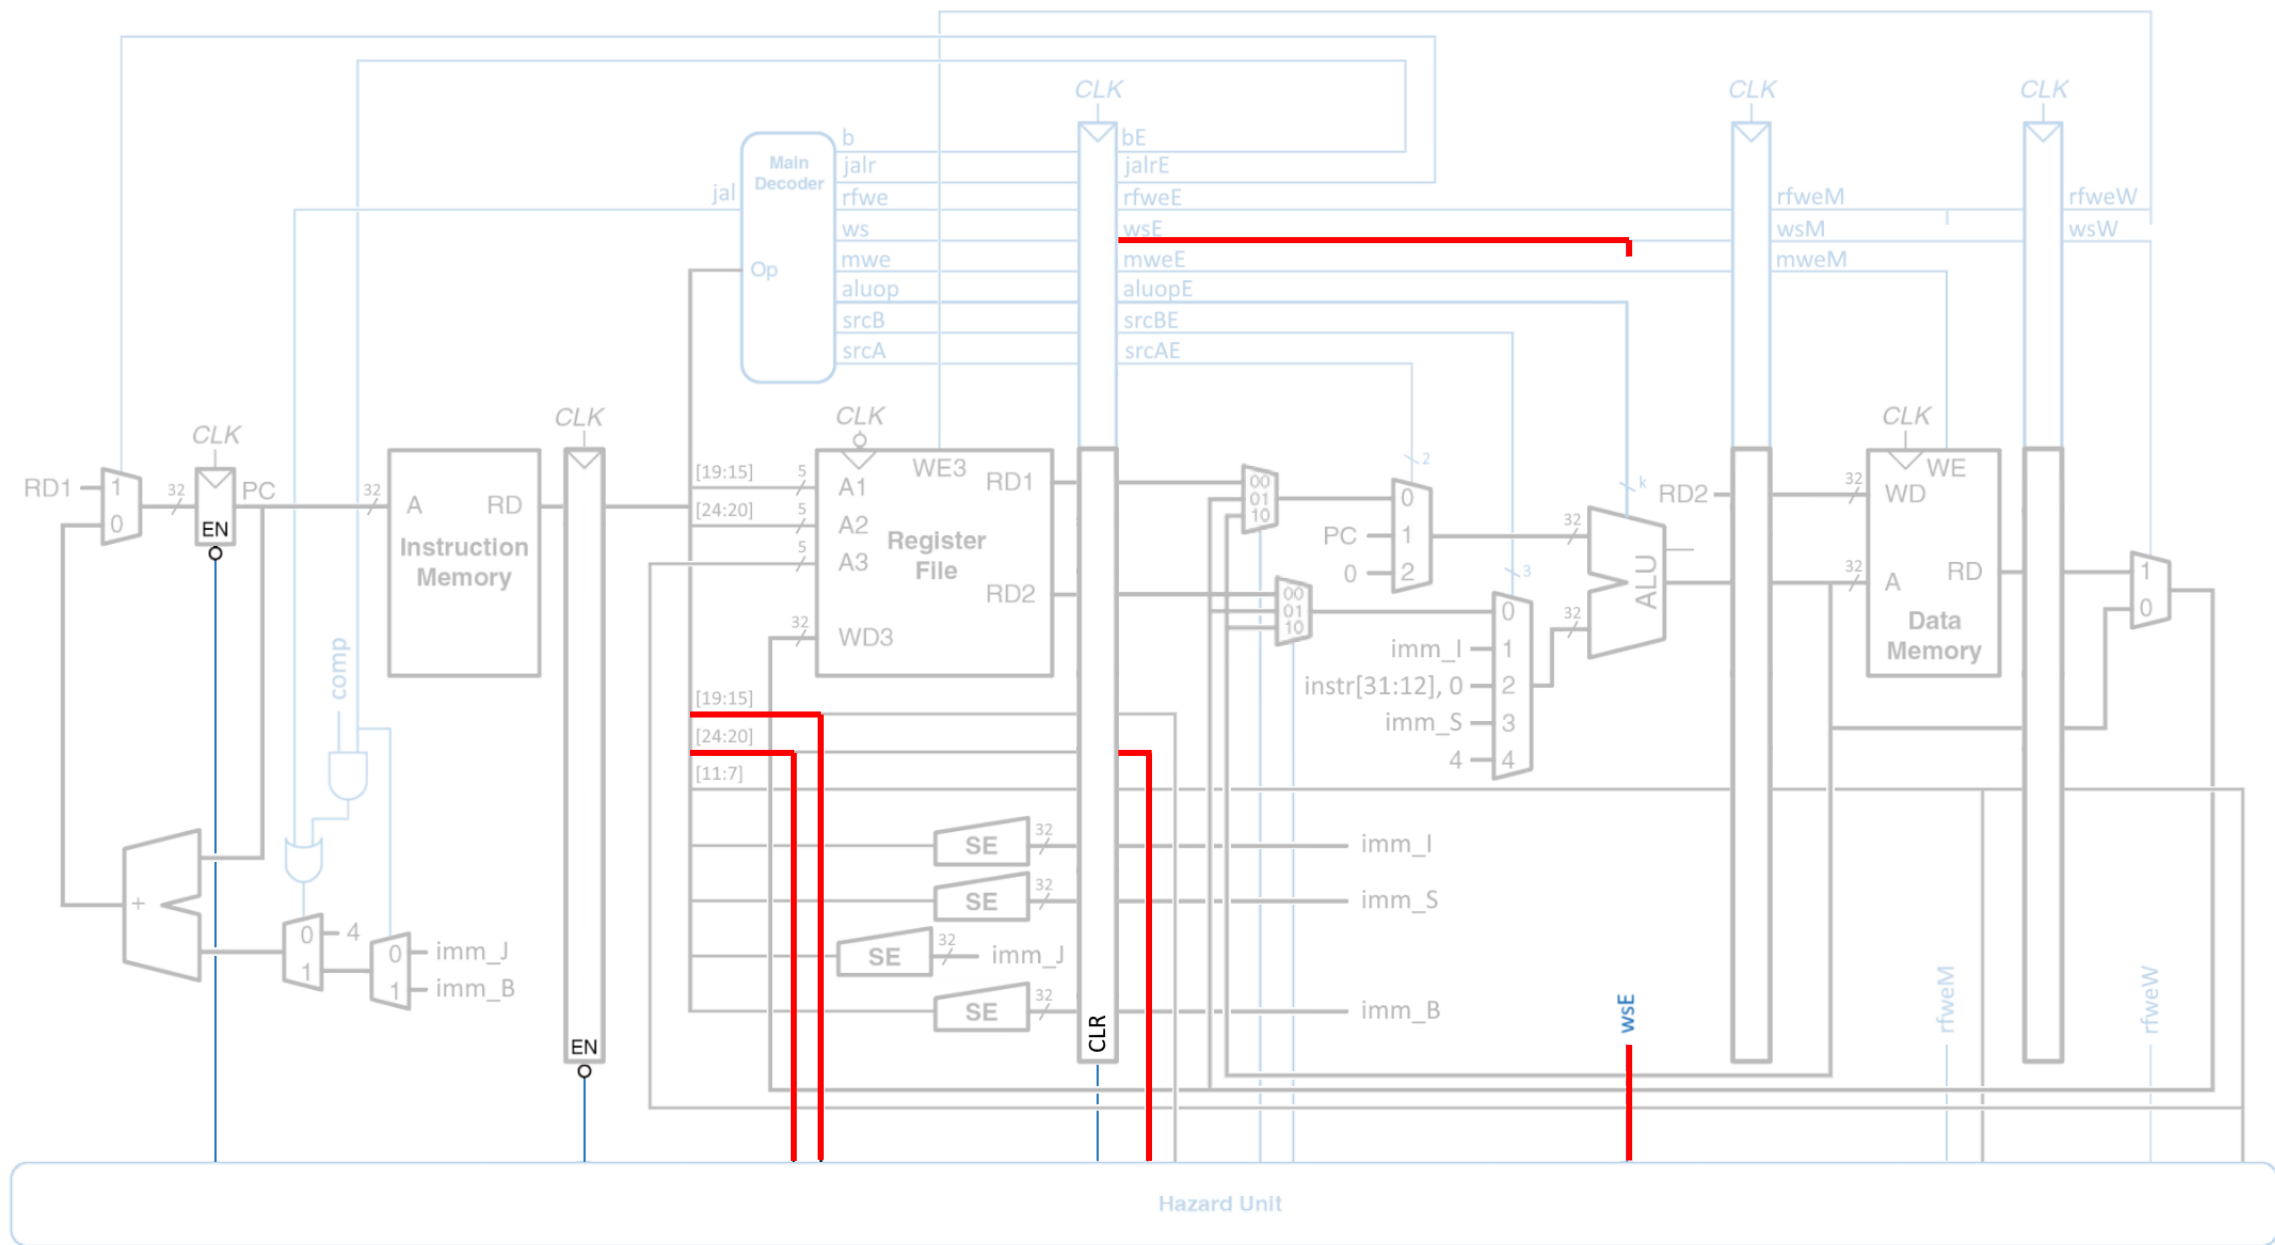 CLK
CLK
CLK
b
bE
Main
Decoder
jalr
jalrE
jal
rfwe
rfweE
rfweM
rfweW
ws
wsE
wsM
wsW
mwe
mweE
mweM
Op
aluop
aluopE
srcB
srcBE
srcA
srcAE
CLK
CLK
CLK
CLK
RD1
1
0
32
PC
EN
32
A
RD
Instruction
Memory
[19:15]
5
A1
[24:20]
5
A2
5
A3
32
WD3
WE3
RD1
Register
File
RD2
00
01
10
00
01
10
2
0
PC
1
0
2
3
0
imm_I
1
instr[31:12], 0
2
imm_S
3
4
4
32
32
k
ALU
RD2
32
WD
WE
32
A
RD
Data
Memory
1
0
comp
[19:15]
[24:20]
[11:7]
SE
32
imm_I
SE
32
imm_S
SE
32
imm_J
SE
32
imm_B
+
0
4
1
0
imm_J
1
imm_B
EN
CLR
wsE
rfweM
rfweW
Hazard Unit